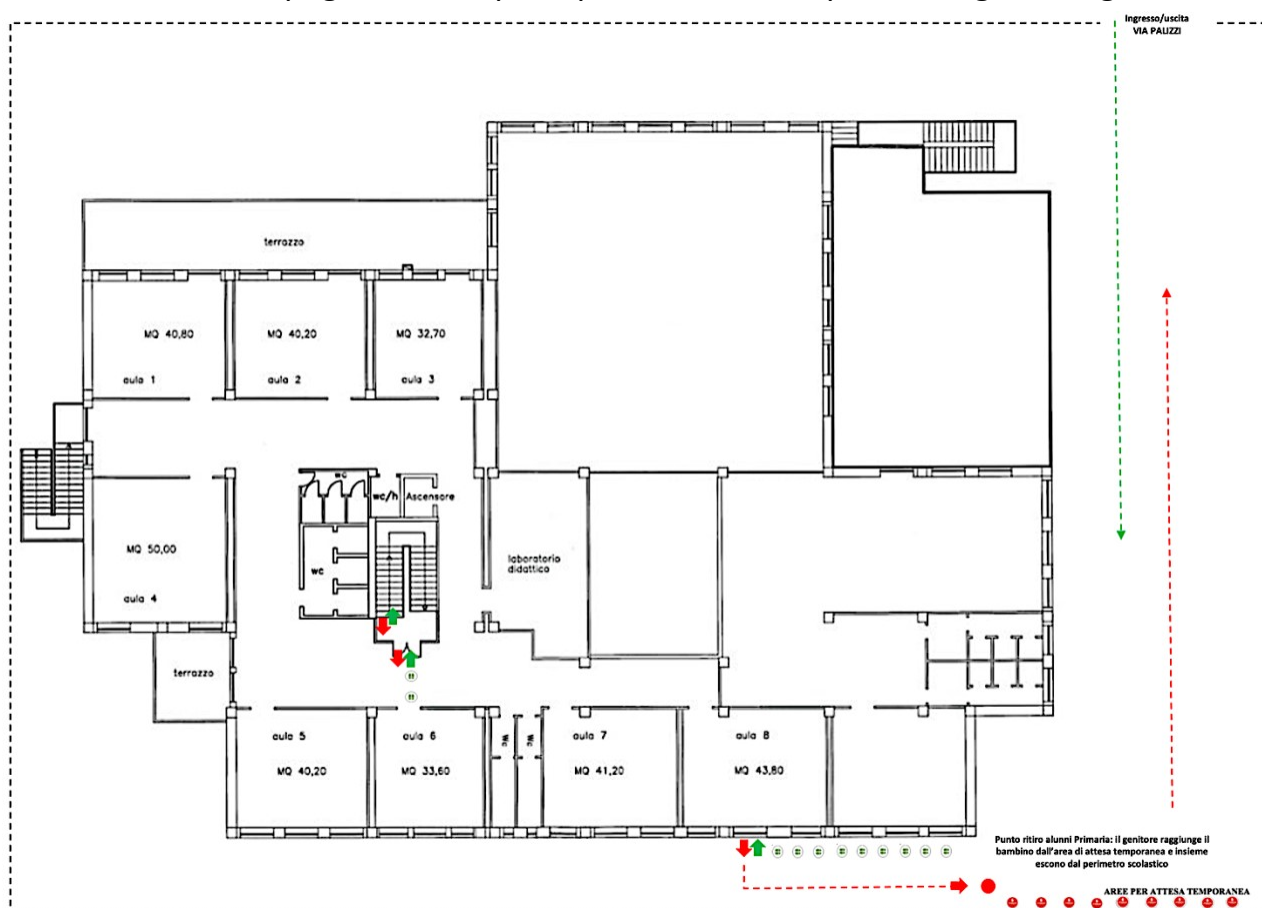 Ingresso/uscita
VIA PALIZZI
terrazzo
MQ 40,80
MQ 40,20
MQ 32,70
aula 1
aula 2
aula 3
wc
wc/h
Ascensore
MQ 50,00
laboratorio
didattico
wc
aula 4
terrazzo
aula 5
aula 6
wc
wc
aula 7
aula 8
MQ 40,20
MQ 33,60
MQ 41,20
MQ 43,80
Punto ritiro alunni Primaria: il genitore raggiunge il
bambino dall'area di attesa temporanea e insieme
escono dal perimetro scolastico
AREE PER ATTESA TEMPORANEA